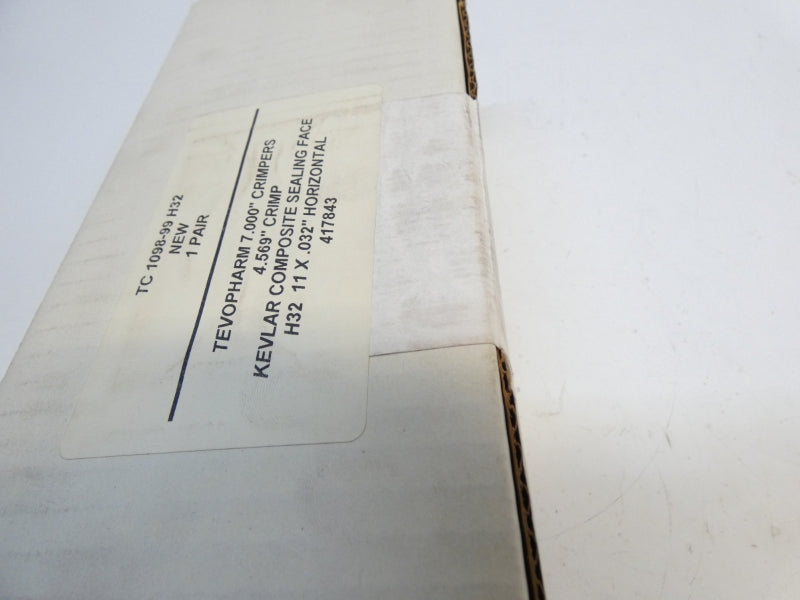 TC 1098-99 H32
NEW
1 PAIR
TEVOPHARM 7.000" CRIMPERS
4.569" CRIMP
KEVLAR COMPOSITE SEALING FACE
H32 11 X .032" HORIZONTAL
417843